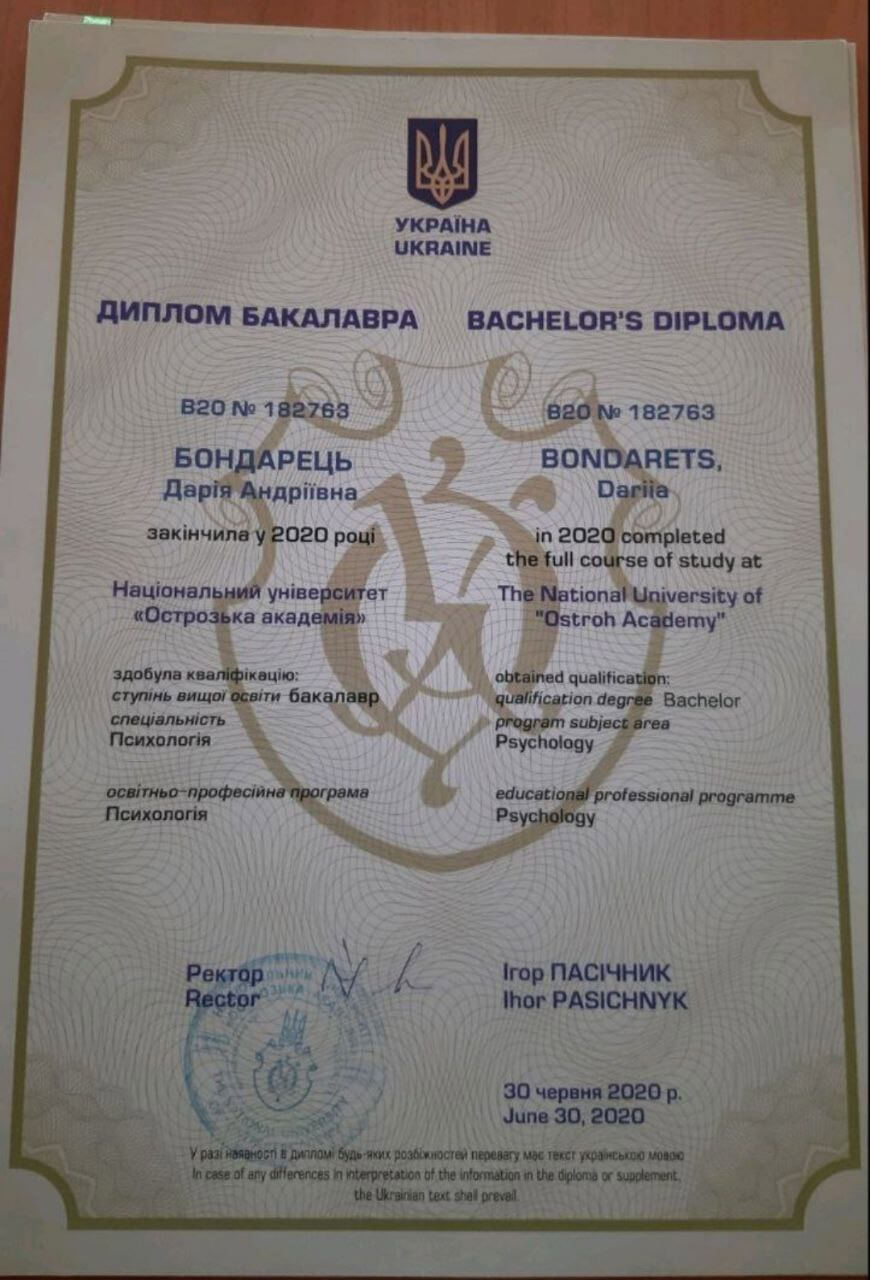 УКРАЇНА
UKRAINE
ДИПЛОМ БАКАЛАВРА
В20 № 182763
БОНДАРЕЦЬ
Дарія Андріївна
закінчила у 2020 році
Національний університет
«Острозька академія»
здобула кваліфікацію:
ступінь вищої освіти бакалавр
спеціальність
Психологія
освітньо-професійна програма
Психологія
BACHELOR'S DIPLOMA
B20 № 182763
BONDARETS,
Dariia
in 2020 completed
the full course of study at
The National University of
"Ostroh Academy"
obtained qualification:
qualification degree Bachelor
program subject area
Psychology
educational professional programme
Psychology
Ректор
Rector
Ігор ПАСІЧНИК
Ihor PASICHNYK
30 червня 2020 р.
June 30, 2020
У разі наявності в дипломі будь-яких розбіжностей перевагу має текст українською мовою
In case of any differences in interpretation of the information in the diploma or supplement,
the Ukrainian text shall prevail